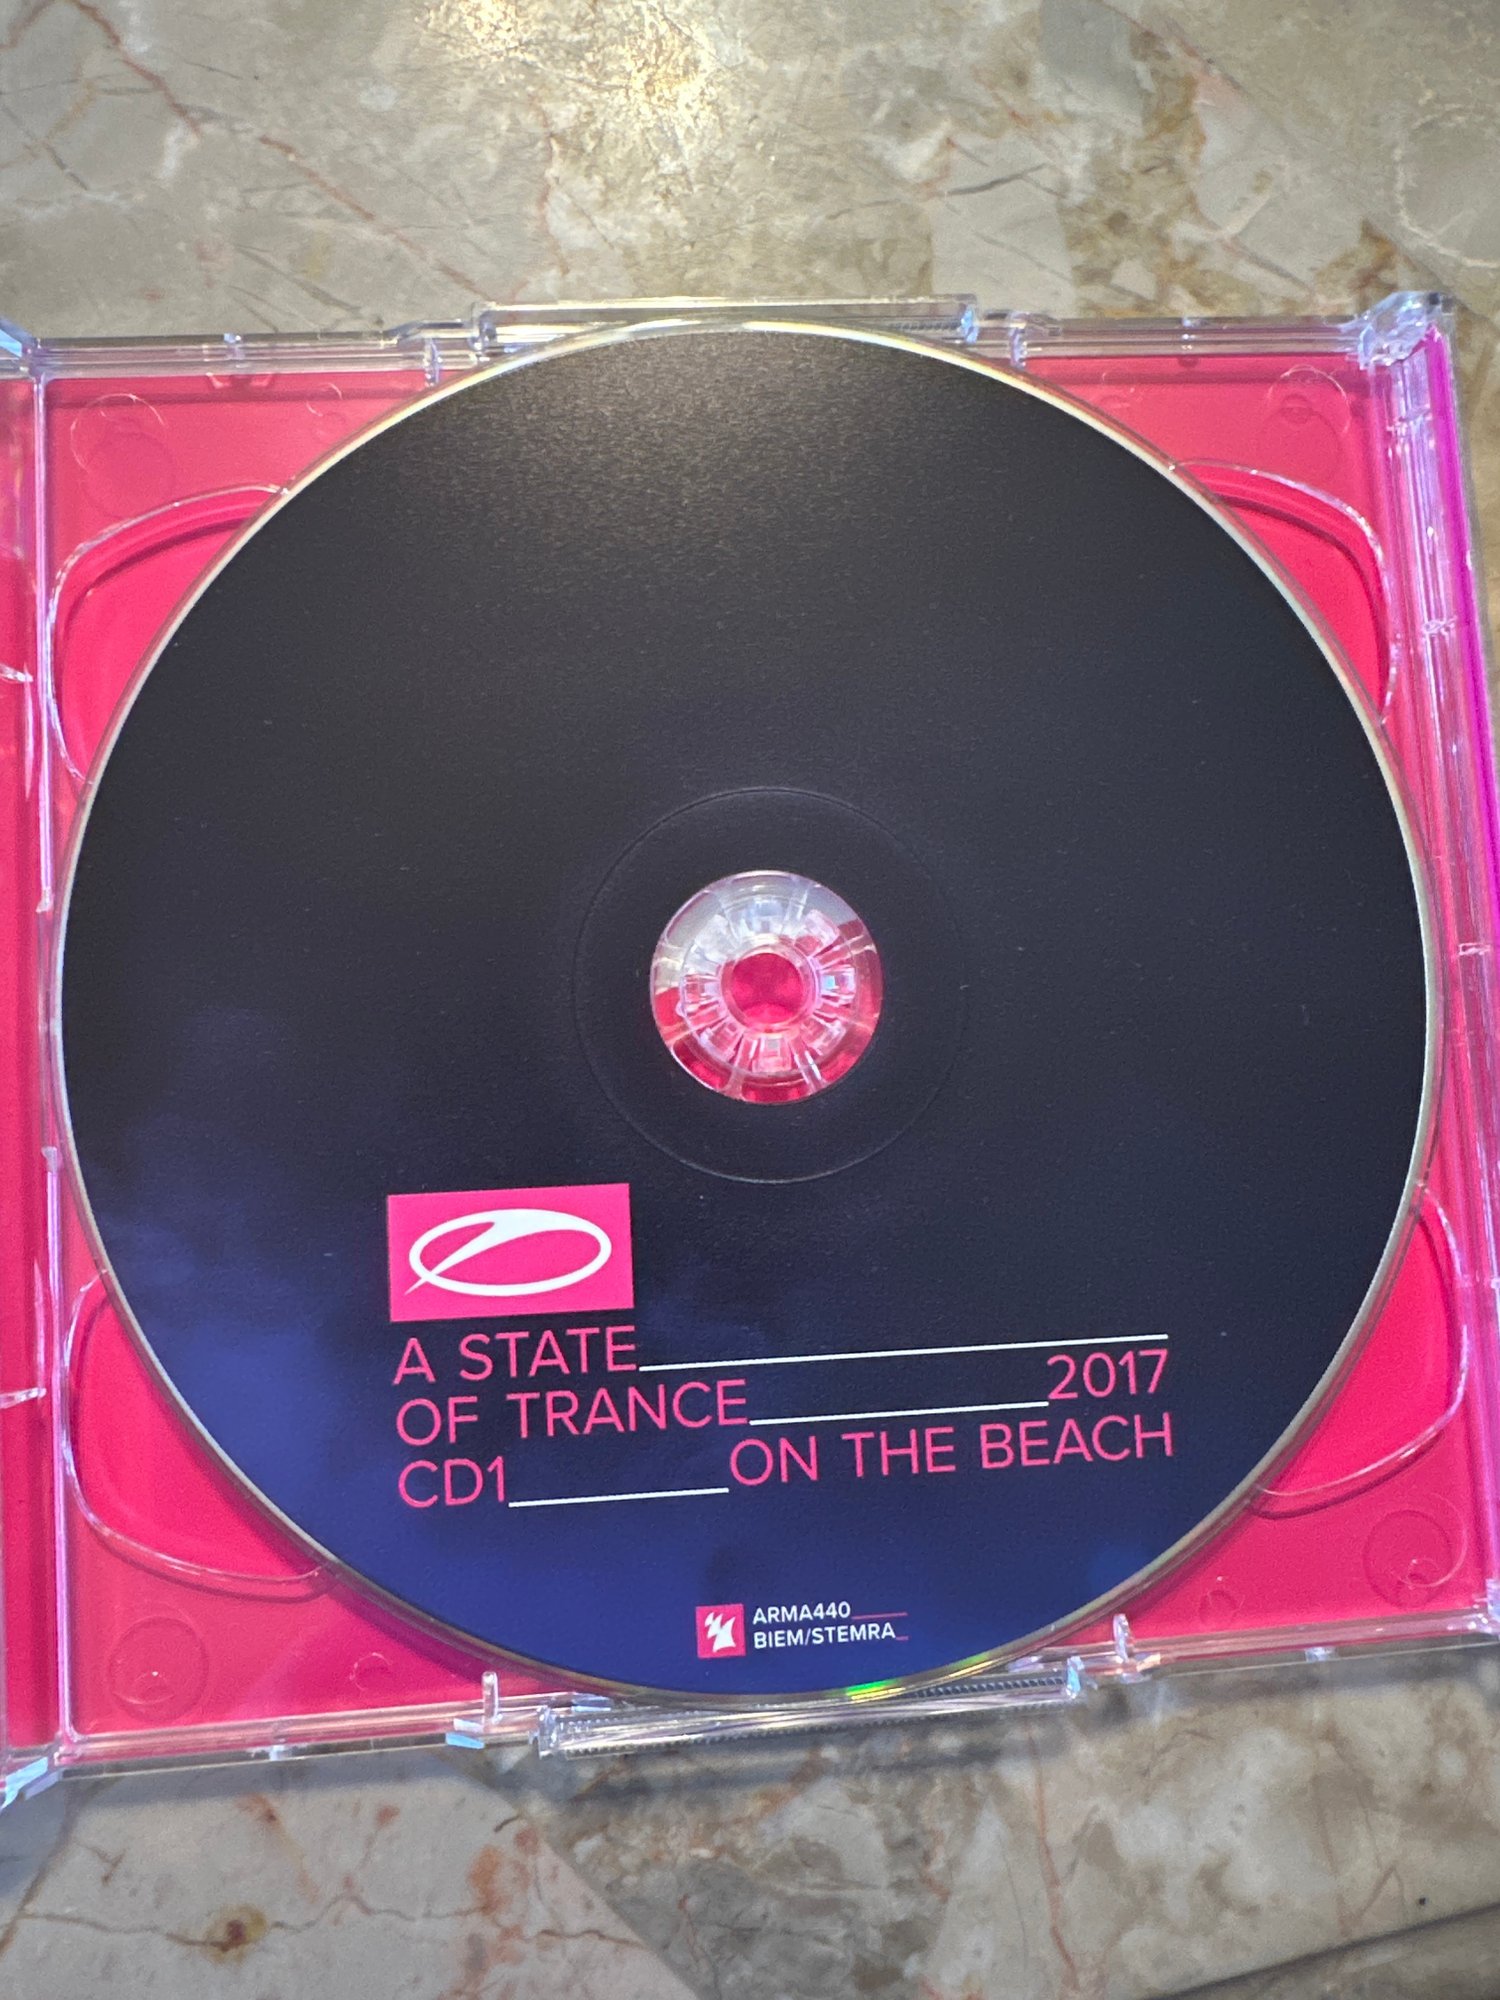 A STATE
OF TRANCE 2017
CD1 ON THE BEACH
ARMA440
BIEM/STEMRA